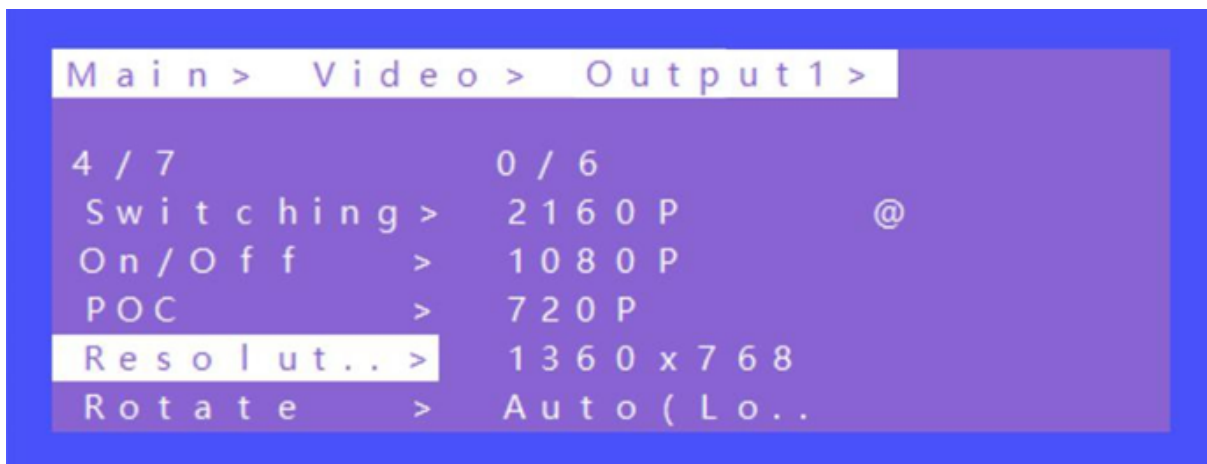 Main> Video> Output1>
4/7 0/6
Switching> 2160P @
On/Off > 1080P
POC > 720P
Resolut..> 1360x768
Rotate > Auto(Lo..